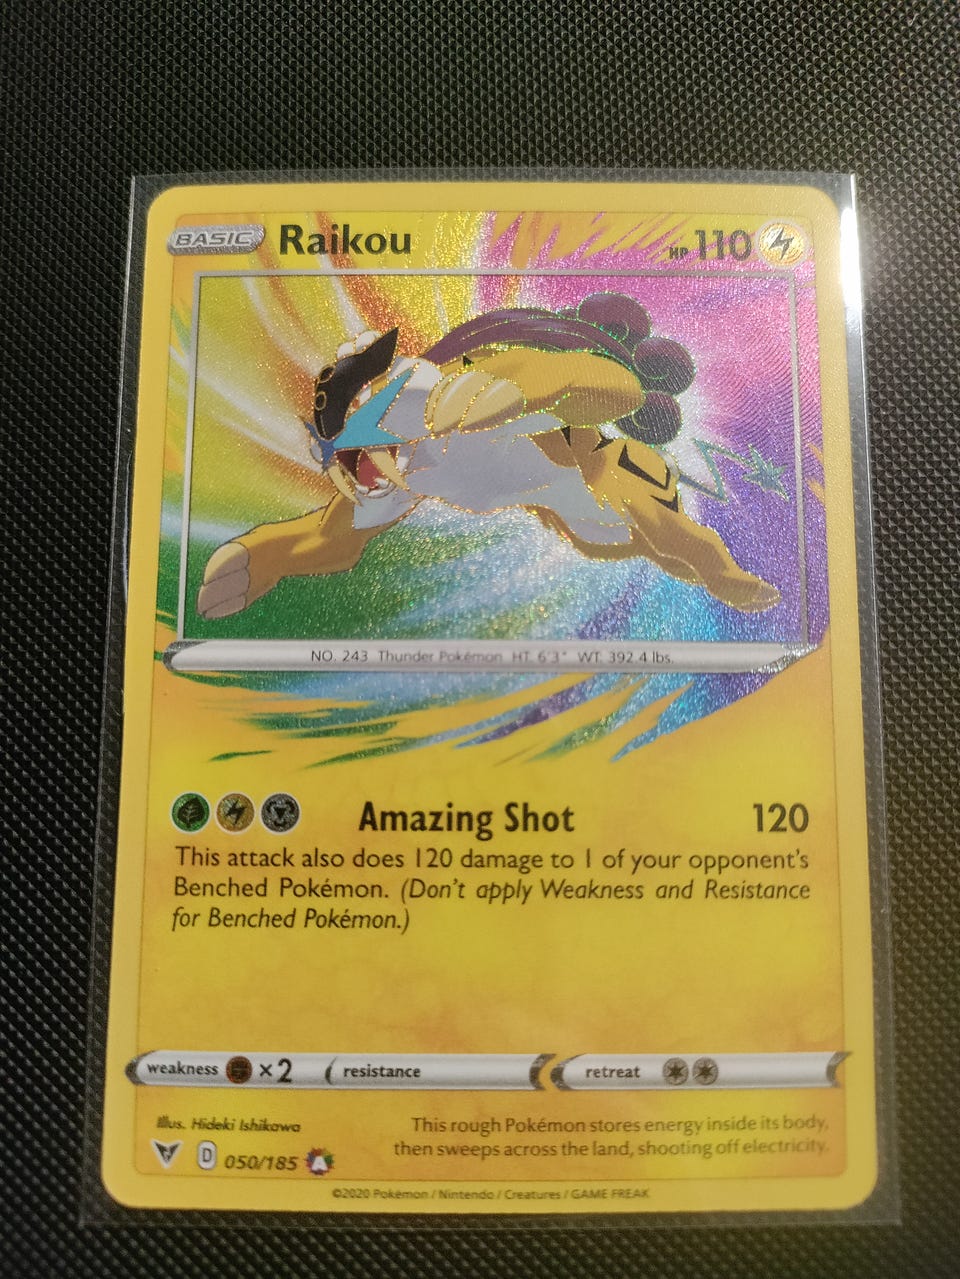 BASIC Raikou HP 110
NO. 243 Thunder Pokémon HT. 6'3" WT. 392.4 lbs.
Amazing Shot 120
This attack also does 120 damage to 1 of your opponent's
Benched Pokémon. (Don't apply Weakness and Resistance
for Benched Pokémon.)
weakness ×2 resistance retreat
Illus. Hideki Ishikawa
This rough Pokémon stores energy inside its body,
then sweeps across the land, shooting off electricity.
D 050/185 A
©2020 Pokémon / Nintendo / Creatures / GAME FREAK